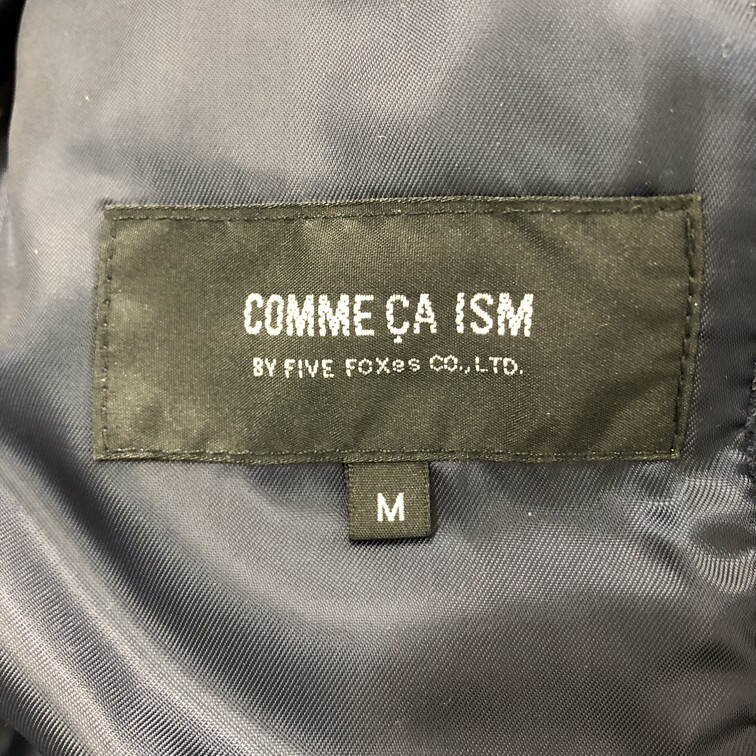 COMME ÇA ISM
BY FIVE FOXes CO.,LTD.
M